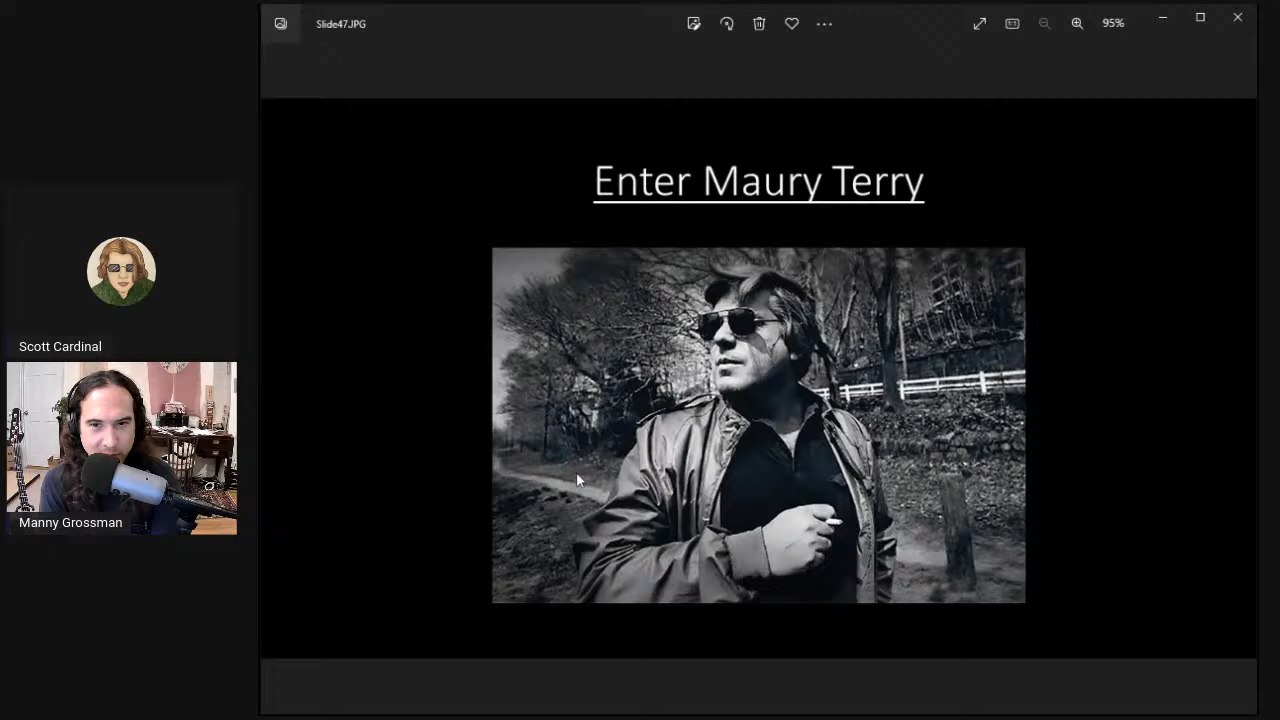 Slide47.JPG
95%
Enter Maury Terry
Scott Cardinal
Manny Grossman